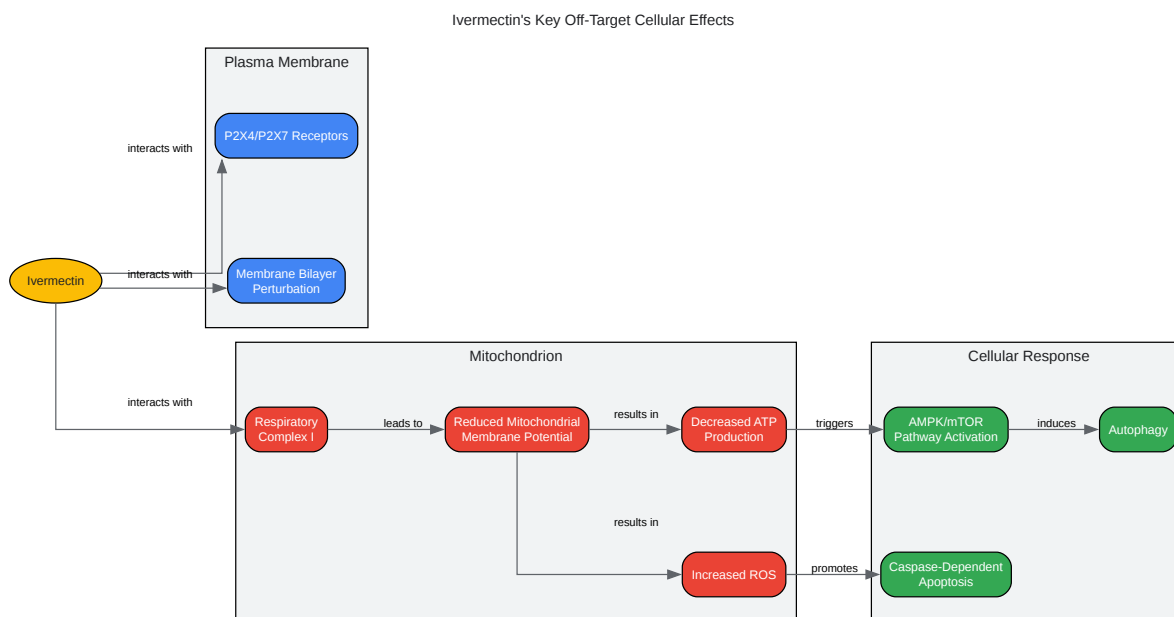 Ivermectin's Key Off-Target Cellular Effects
Plasma Membrane
P2X4/P2X7 Receptors
interacts with
Ivermectin
interacts with
Membrane Bilayer
Perturbation
Mitochondrion
Cellular Response
interacts with
Respiratory
Complex I
leads to
Reduced Mitochondrial
Membrane Potential
results in
Decreased ATP
Production
triggers
AMPK/mTOR
Pathway Activation
induces
Autophagy
results in
Increased ROS
promotes
Caspase-Dependent
Apoptosis